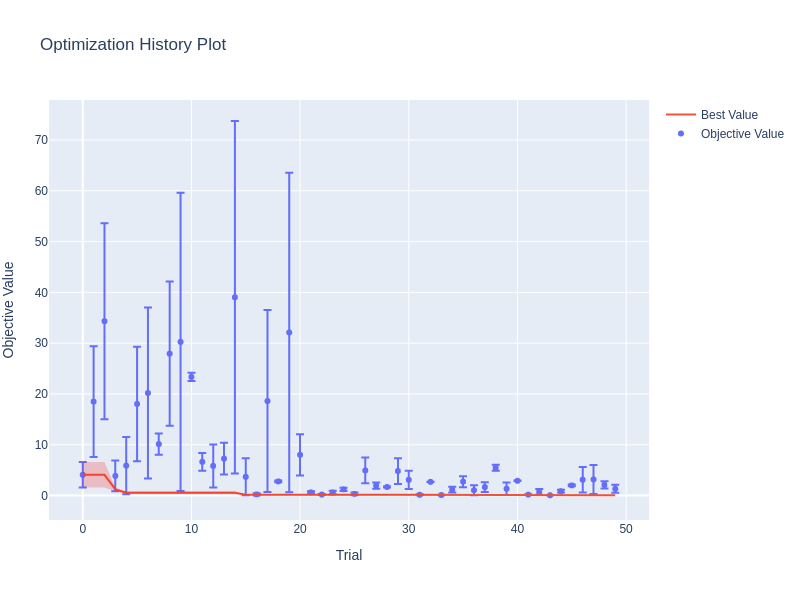 Optimization History Plot
Best Value
Objective Value
70
60
50
40
30
20
10
0
Objective Value
0 10 20 30 40 50
Trial